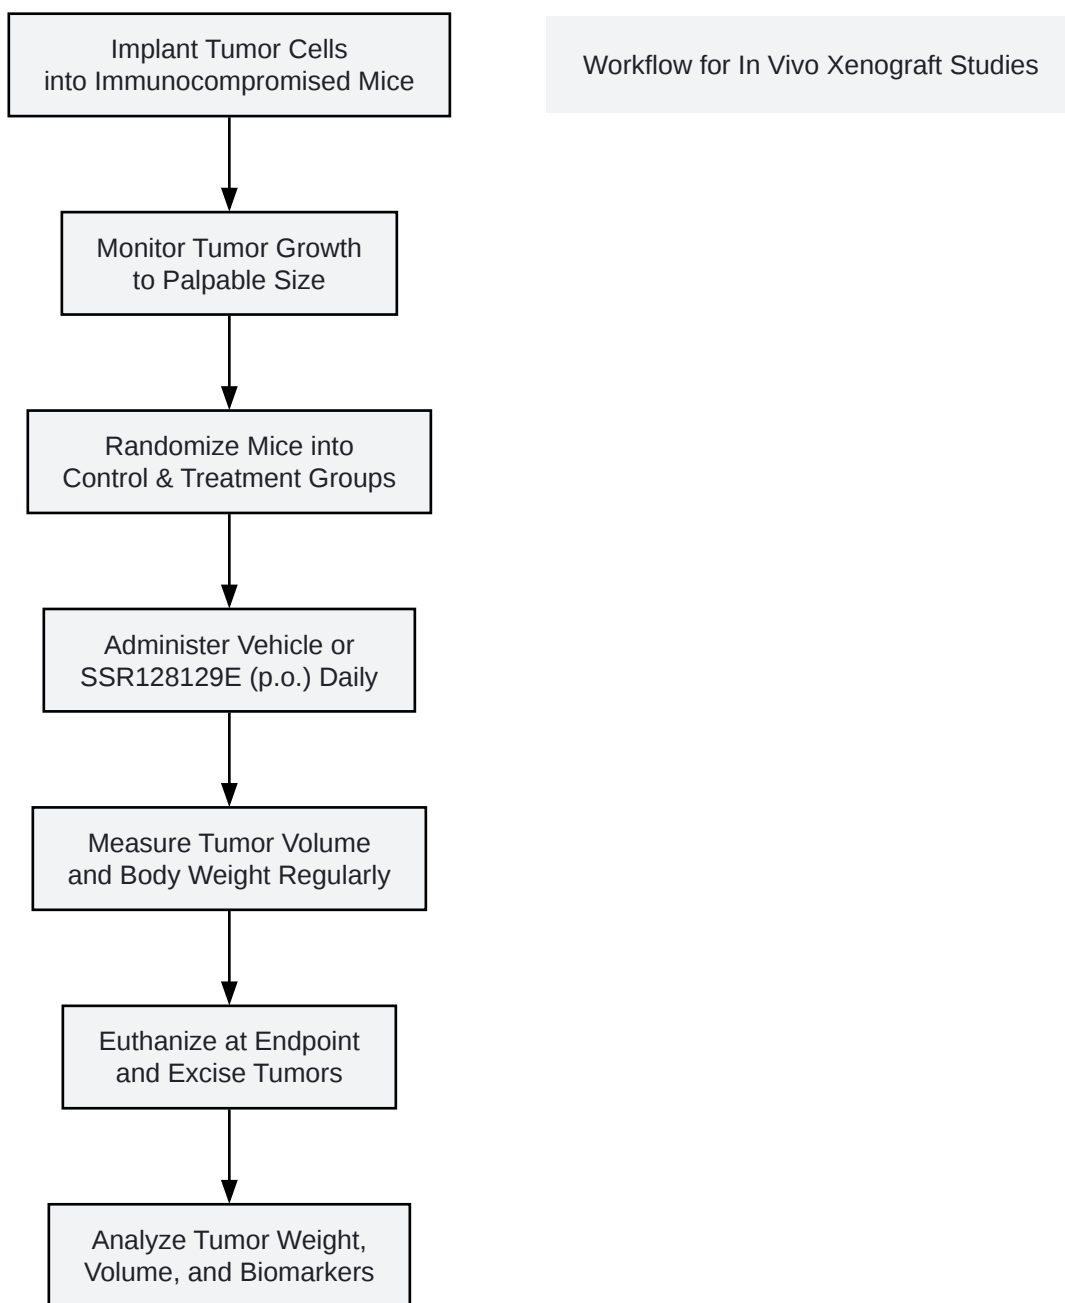 Implant Tumor Cells
into Immunocompromised Mice
Workflow for In Vivo Xenograft Studies
Monitor Tumor Growth
to Palpable Size
Randomize Mice into
Control & Treatment Groups
Administer Vehicle or
SSR128129E (p.o.) Daily
Measure Tumor Volume
and Body Weight Regularly
Euthanize at Endpoint
and Excise Tumors
Analyze Tumor Weight,
Volume, and Biomarkers